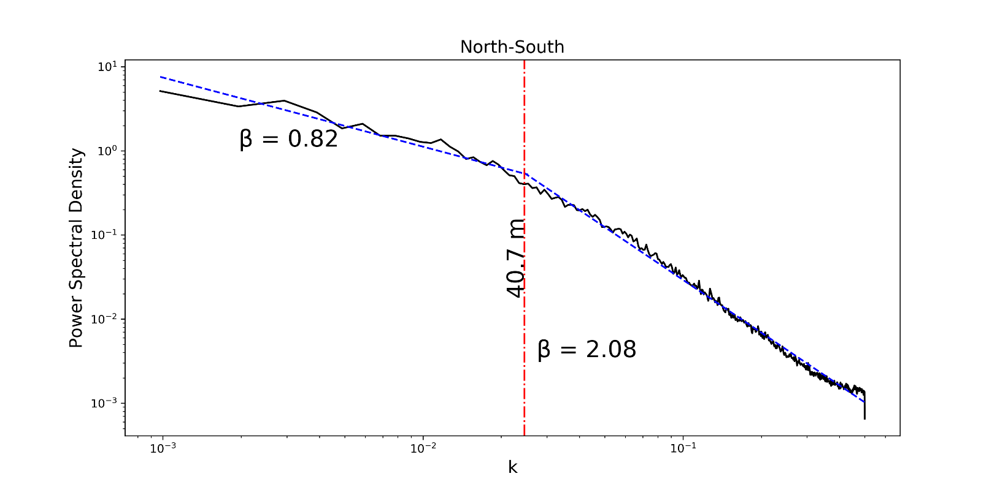 North-South
10¹
10⁰
10⁻¹
10⁻²
10⁻³
Power Spectral Density
β = 0.82
40.7 m
β = 2.08
10⁻³ 10⁻² 10⁻¹
k